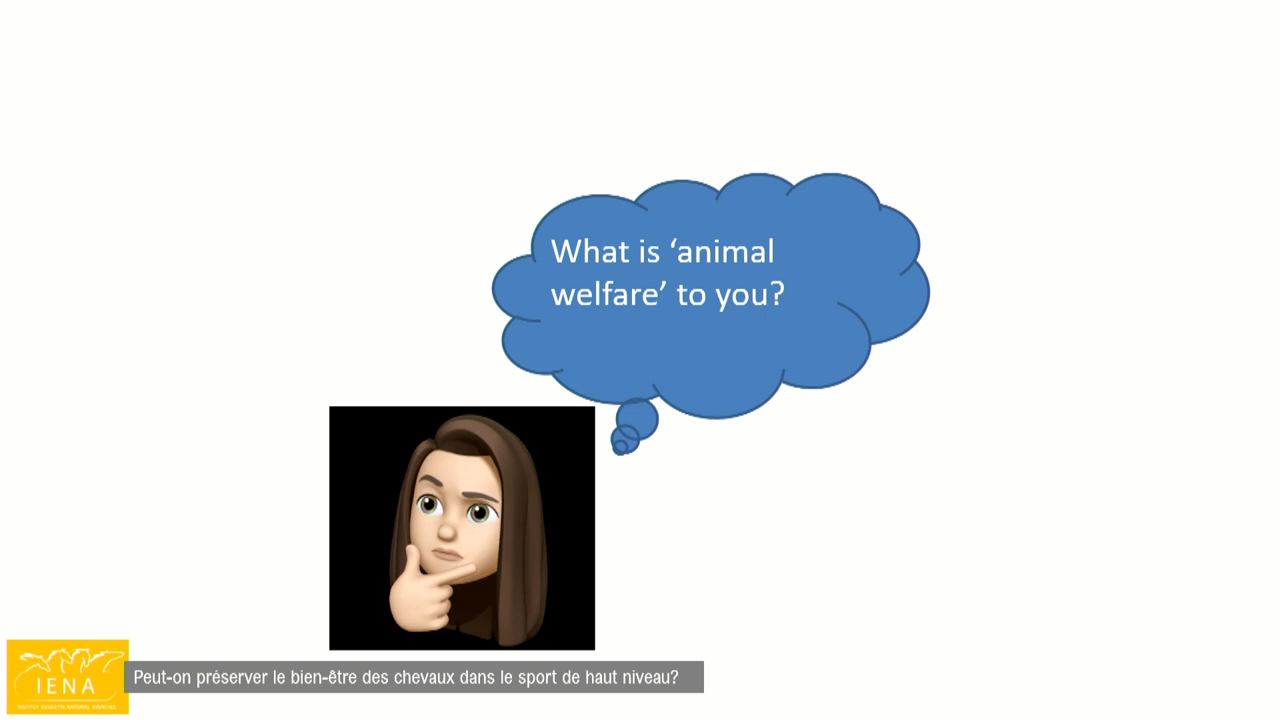 What is ‘animal
welfare’ to you?
IENA
Peut-on préserver le bien-être des chevaux dans le sport de haut niveau?